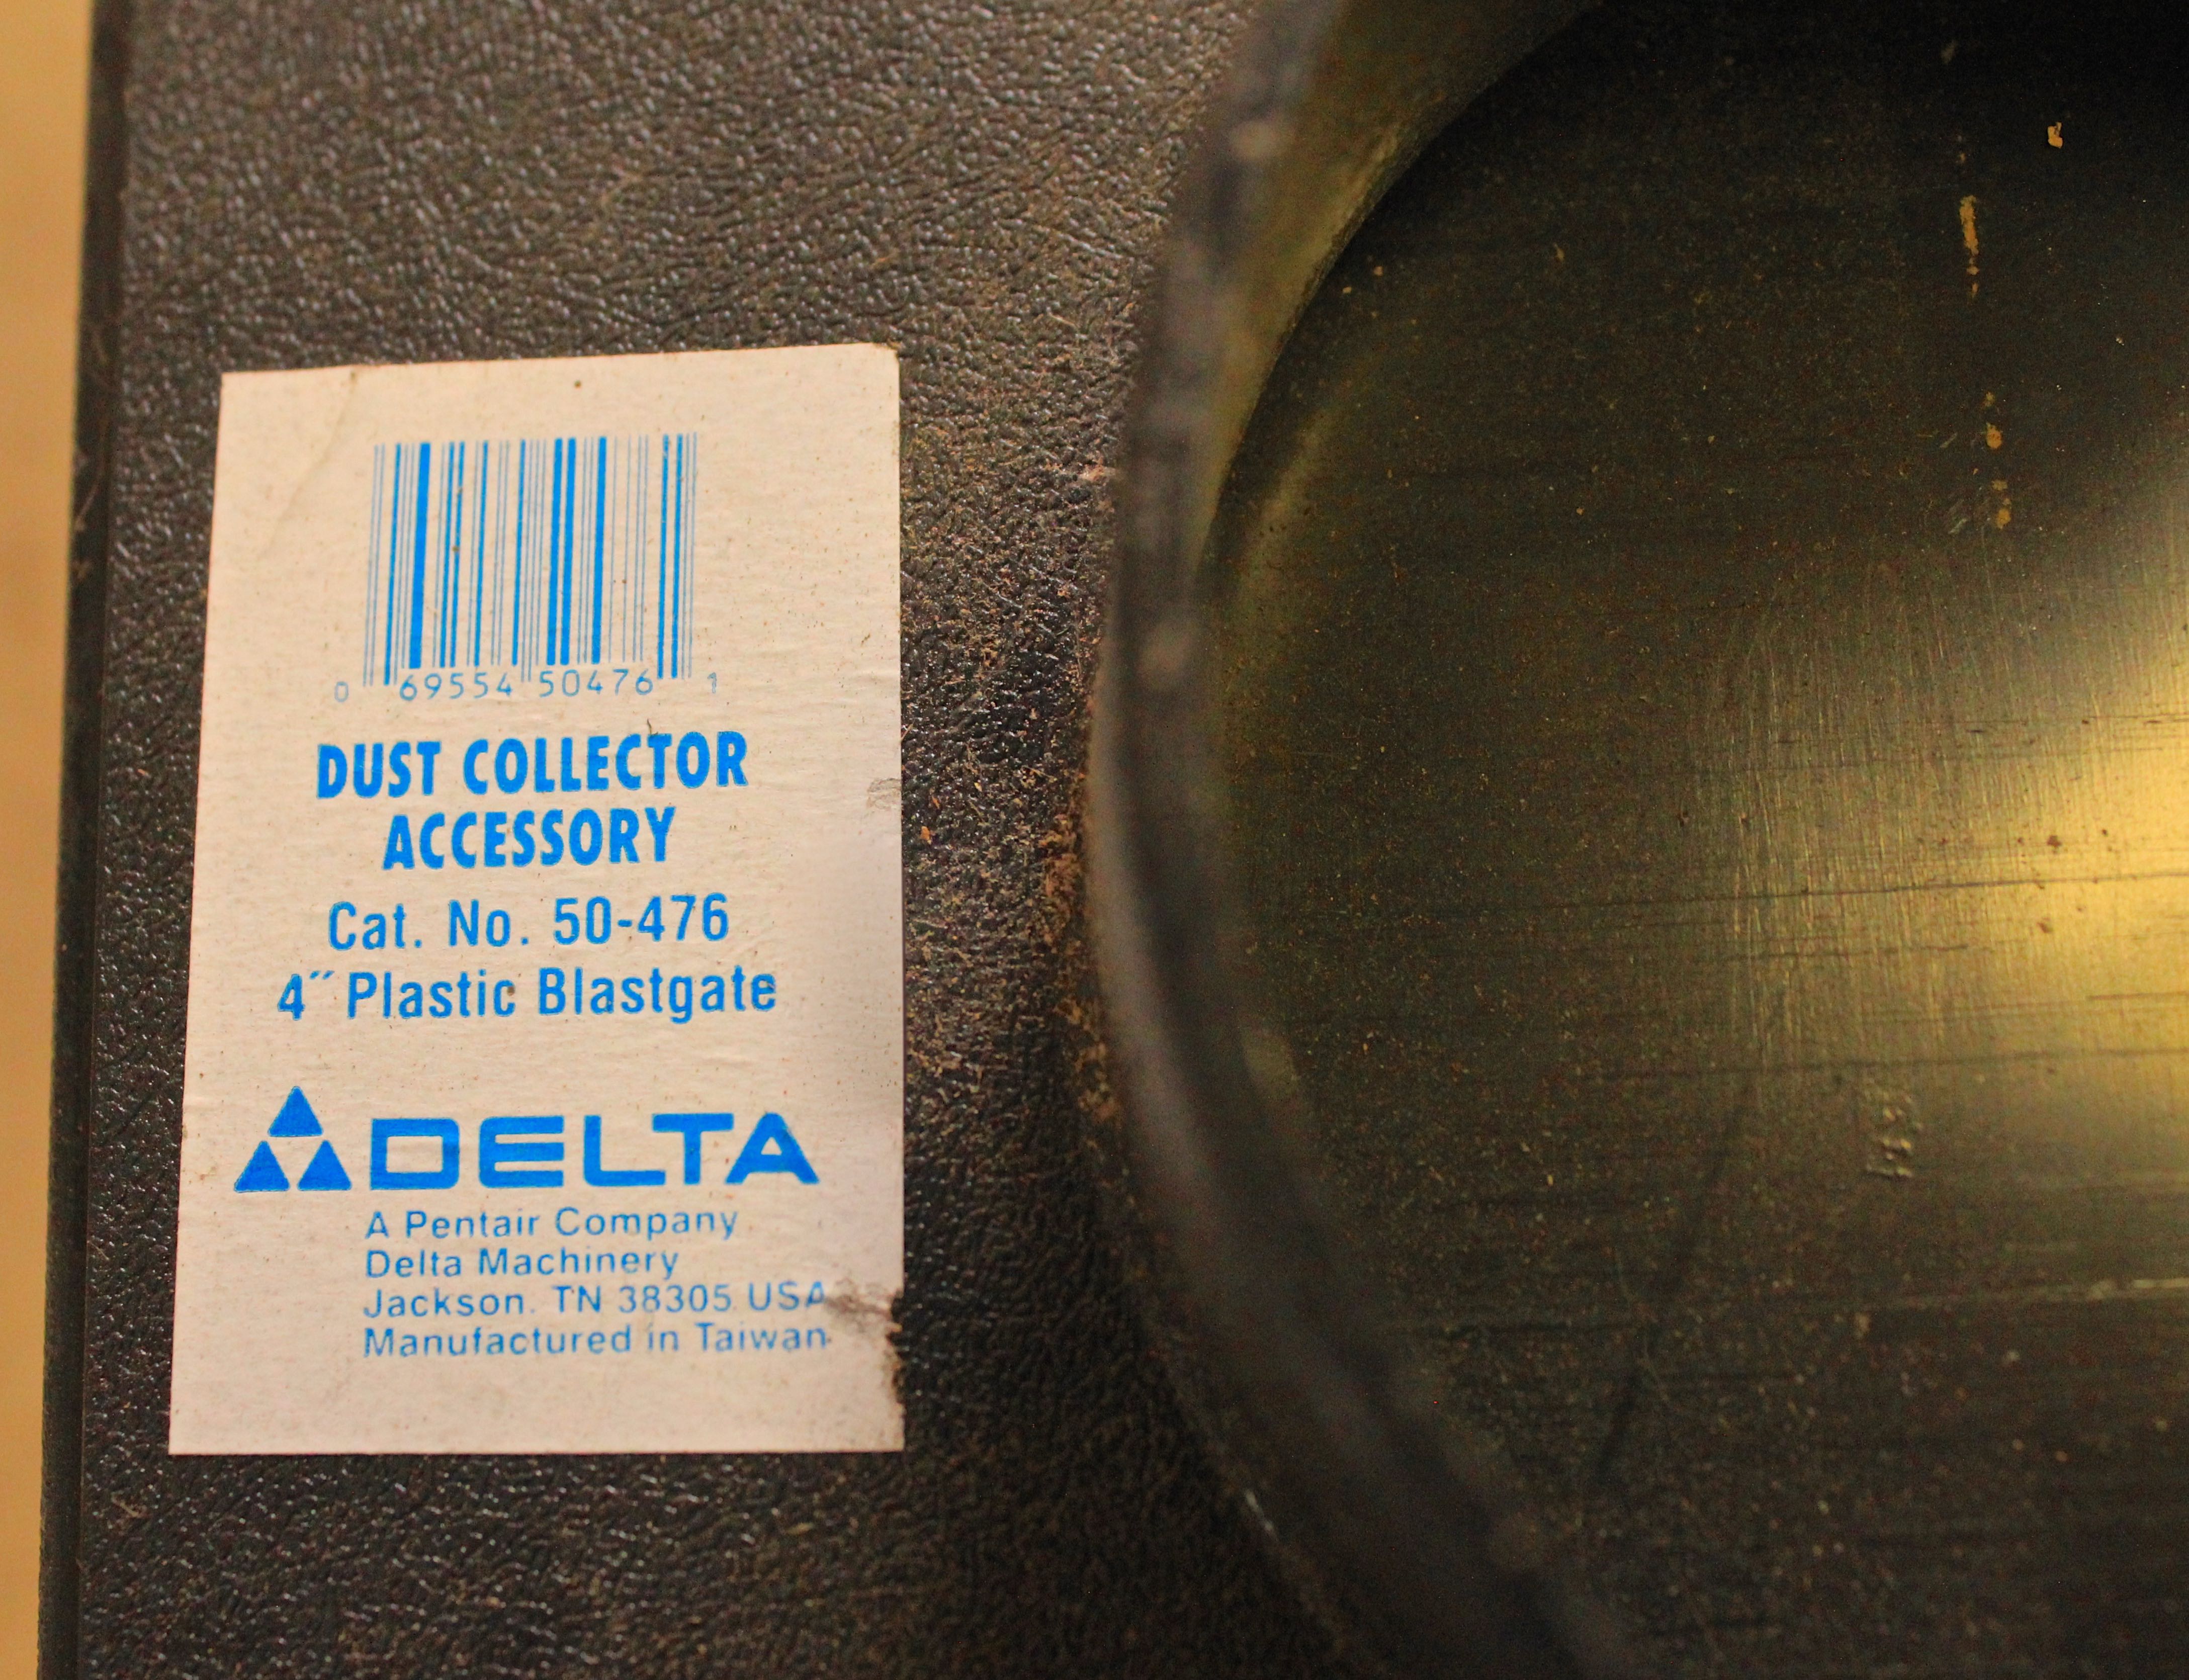 0 69554 50476 1
DUST COLLECTOR
ACCESSORY
Cat. No. 50-476
4″ Plastic Blastgate
DELTA
A Pentair Company
Delta Machinery
Jackson. TN 38305 USA
Manufactured in Taiwan